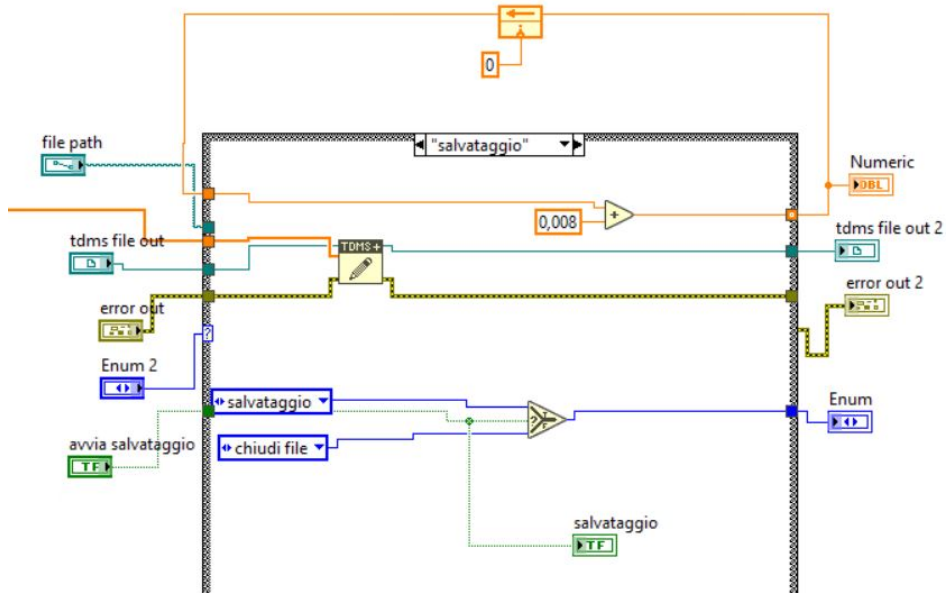 0
file path
"salvataggio"
Numeric
DBL
0,008
tdms file out
TDMS+
tdms file out 2
error out
error out 2
?
Enum 2
salvataggio
T
?
F
Enum
avvia salvataggio
TF
chiudi file
salvataggio
TF